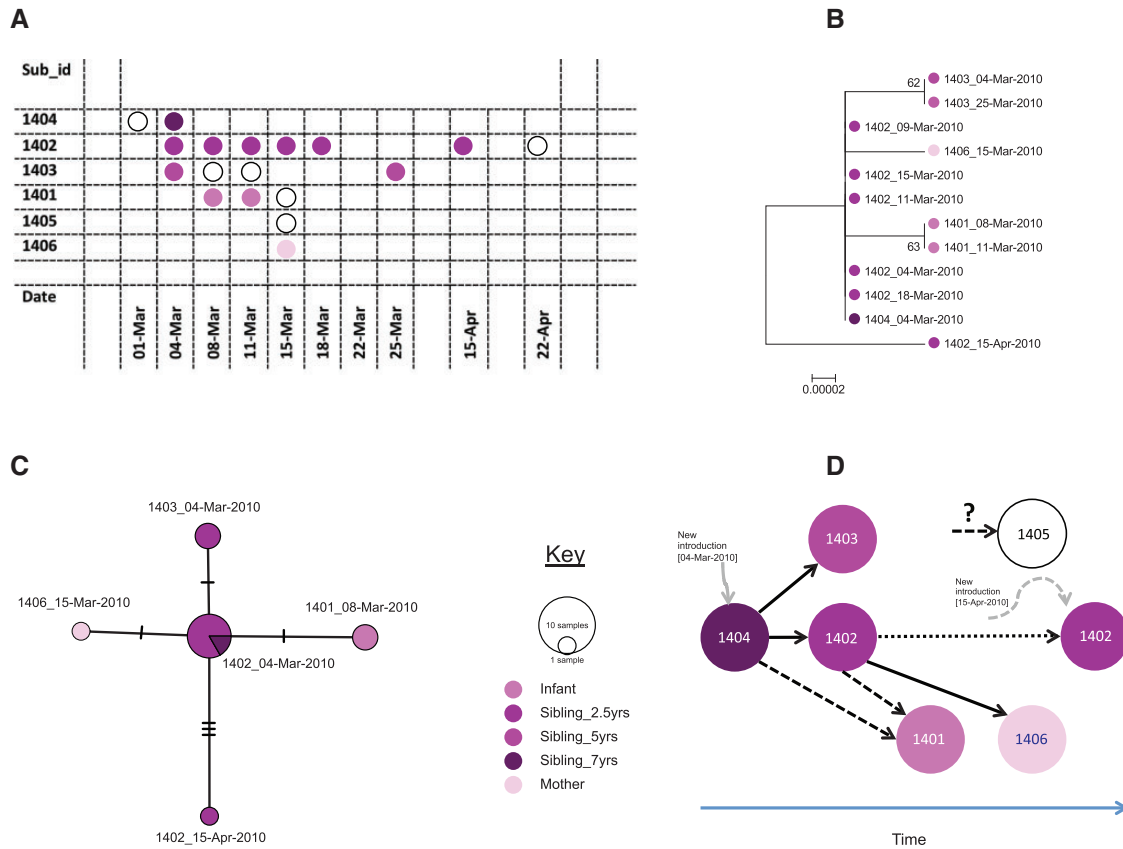 A
Sub_id
1404
1402
1403
1401
1405
1406
Date
01-Mar
04-Mar
08-Mar
11-Mar
15-Mar
18-Mar
22-Mar
25-Mar
15-Apr
22-Apr
B
62
1403_04-Mar-2010
1403_25-Mar-2010
1402_09-Mar-2010
1406_15-Mar-2010
1402_15-Mar-2010
1402_11-Mar-2010
1401_08-Mar-2010
63
1401_11-Mar-2010
1402_04-Mar-2010
1402_18-Mar-2010
1404_04-Mar-2010
1402_15-Apr-2010
0.00002
C
1403_04-Mar-2010
1406_15-Mar-2010
1401_08-Mar-2010
1402_04-Mar-2010
1402_15-Apr-2010
Key
10 samples
1 sample
Infant
Sibling_2.5yrs
Sibling_5yrs
Sibling_7yrs
Mother
D
New
introduction
[04-Mar-2010]
1403
?
1405
New
introduction
[15-Apr-2010]
1404
1402
1402
1401
1406
Time